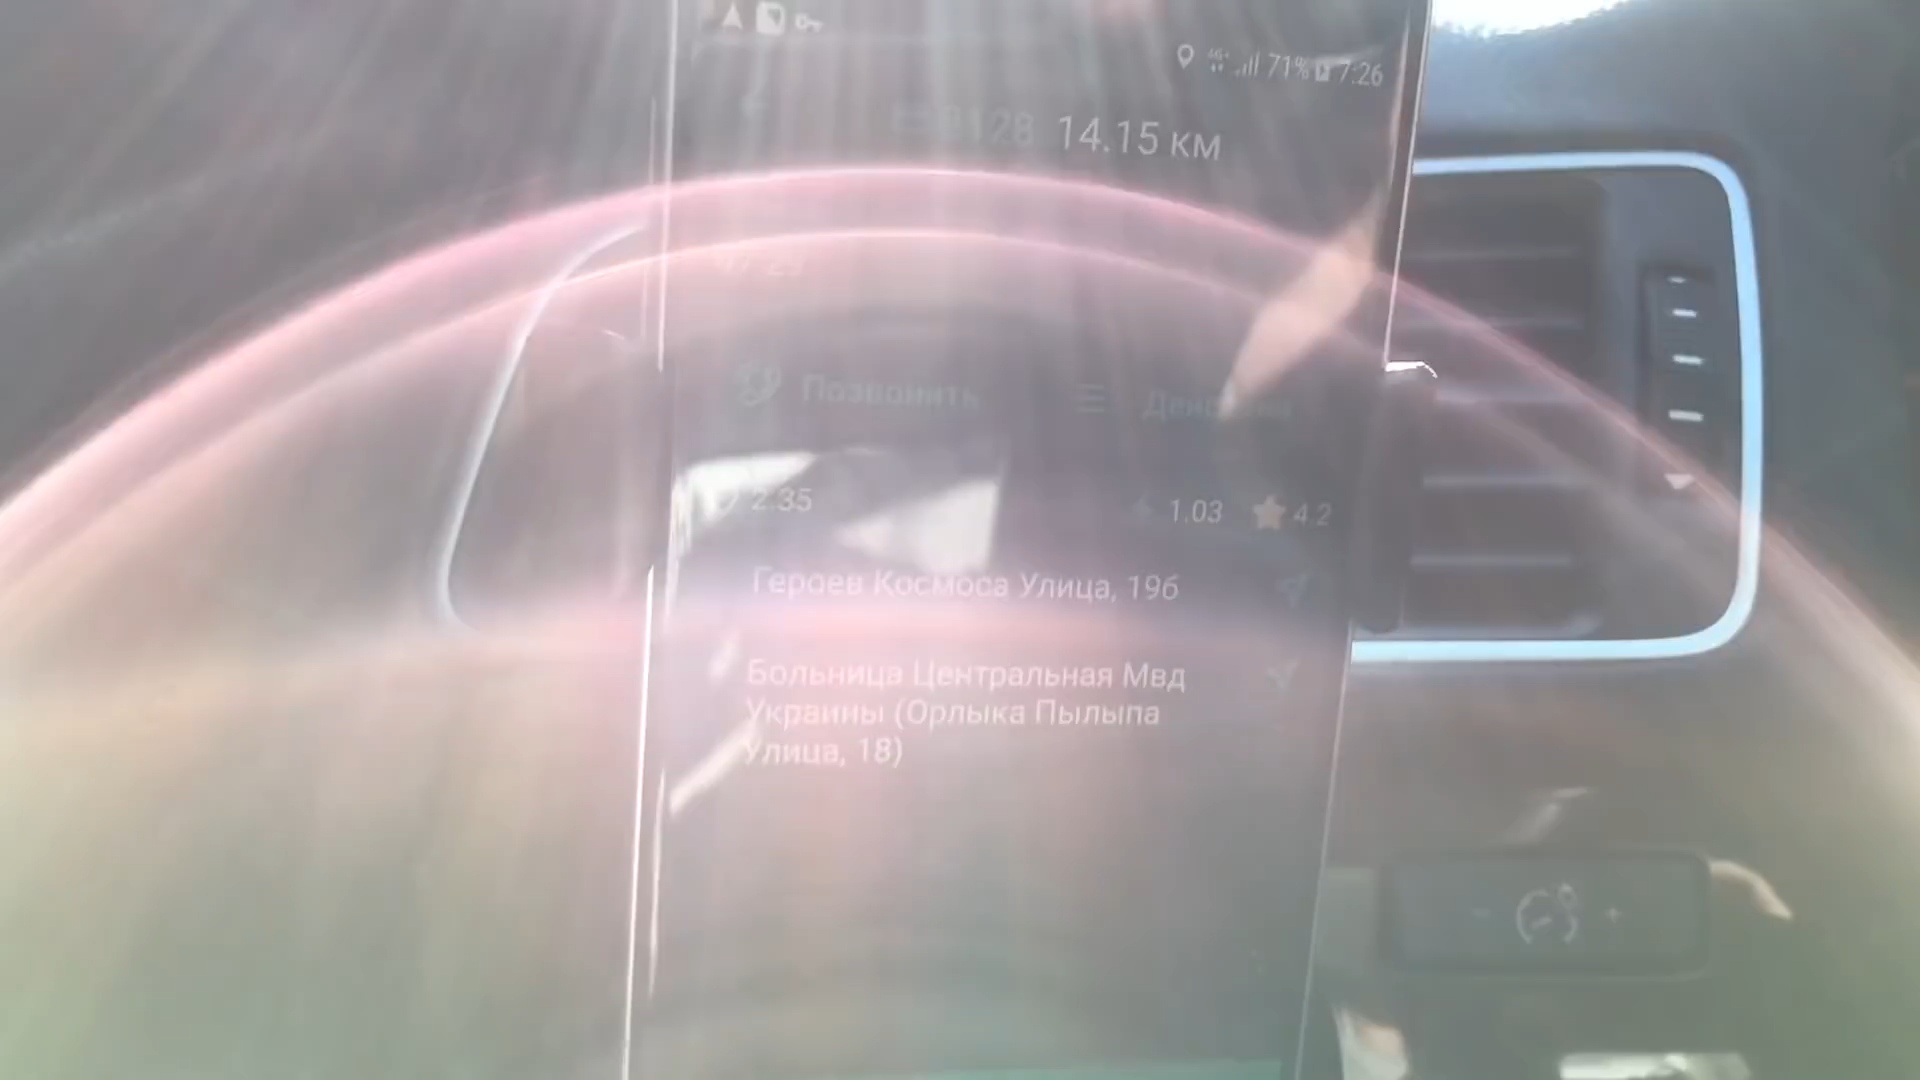 71% 7:26
128 14.15 км
Позвонить
2.35 1.03 4.2
Героев Космоса Улица, 19б
Больница Центральная Мвд
Украины (Орлыка Пылыпа
Улица, 18)
- +